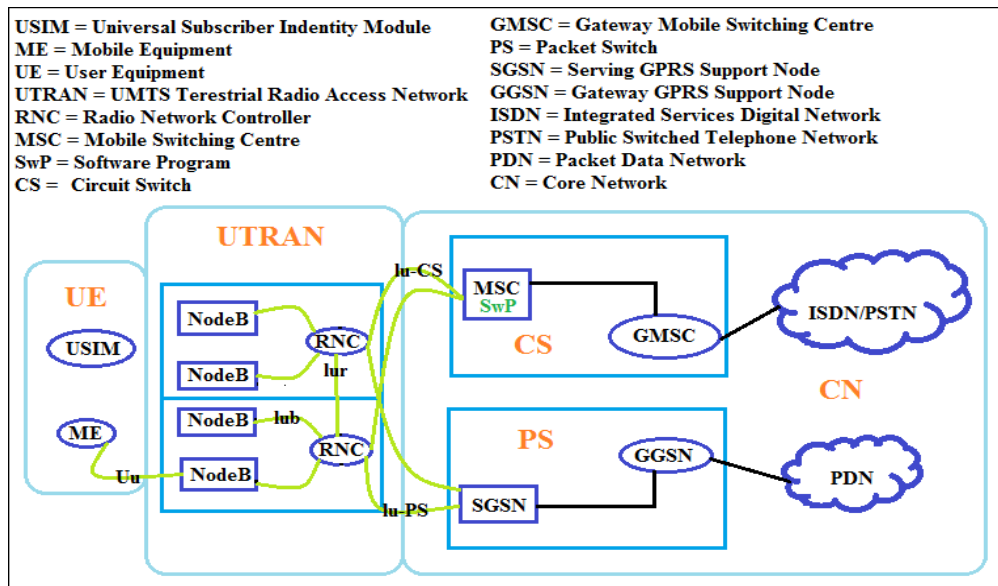 USIM = Universal Subscriber Indentity Module
ME = Mobile Equipment
UE = User Equipment
UTRAN = UMTS Terestrial Radio Access Network
RNC = Radio Network Controller
MSC = Mobile Switching Centre
SwP = Software Program
CS = Circuit Switch
GMSC = Gateway Mobile Switching Centre
PS = Packet Switch
SGSN = Serving GPRS Support Node
GGSN = Gateway GPRS Support Node
ISDN = Integrated Services Digital Network
PSTN = Public Switched Telephone Network
PDN = Packet Data Network
CN = Core Network
UE
USIM
ME
Uu
UTRAN
NodeB
NodeB
RNC
lur
NodeB
lub
NodeB
RNC
lu-CS
lu-PS
MSC
SwP
CS
GMSC
ISDN/PSTN
CN
PS
SGSN
GGSN
PDN